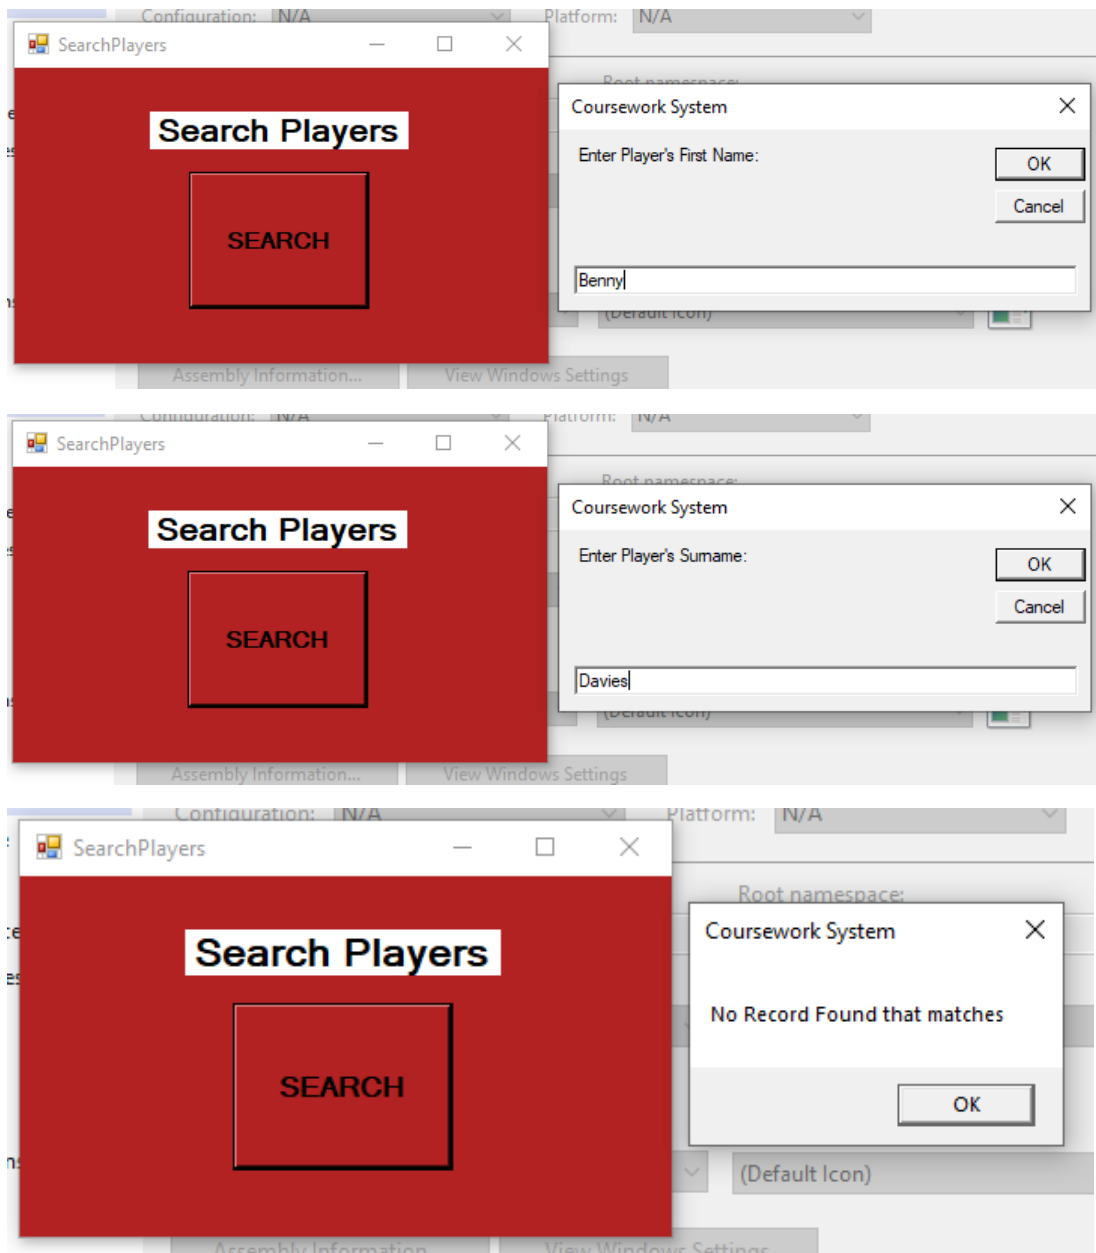 Configuration: N/A Platform: N/A
SearchPlayers
Root namespace:
Coursework System
Search Players
Enter Player's First Name:
OK
Cancel
SEARCH
Benny
(Default Icon)
Assembly Information... View Windows Settings
Configuration: N/A Platform: N/A
SearchPlayers
Root namespace:
Coursework System
Search Players
Enter Player's Surname:
OK
Cancel
SEARCH
Davies
(Default Icon)
Assembly Information... View Windows Settings
Configuration: N/A Platform: N/A
SearchPlayers
Root namespace:
Coursework System
Search Players
No Record Found that matches
SEARCH
OK
(Default Icon)
Assembly Information View Windows Settings